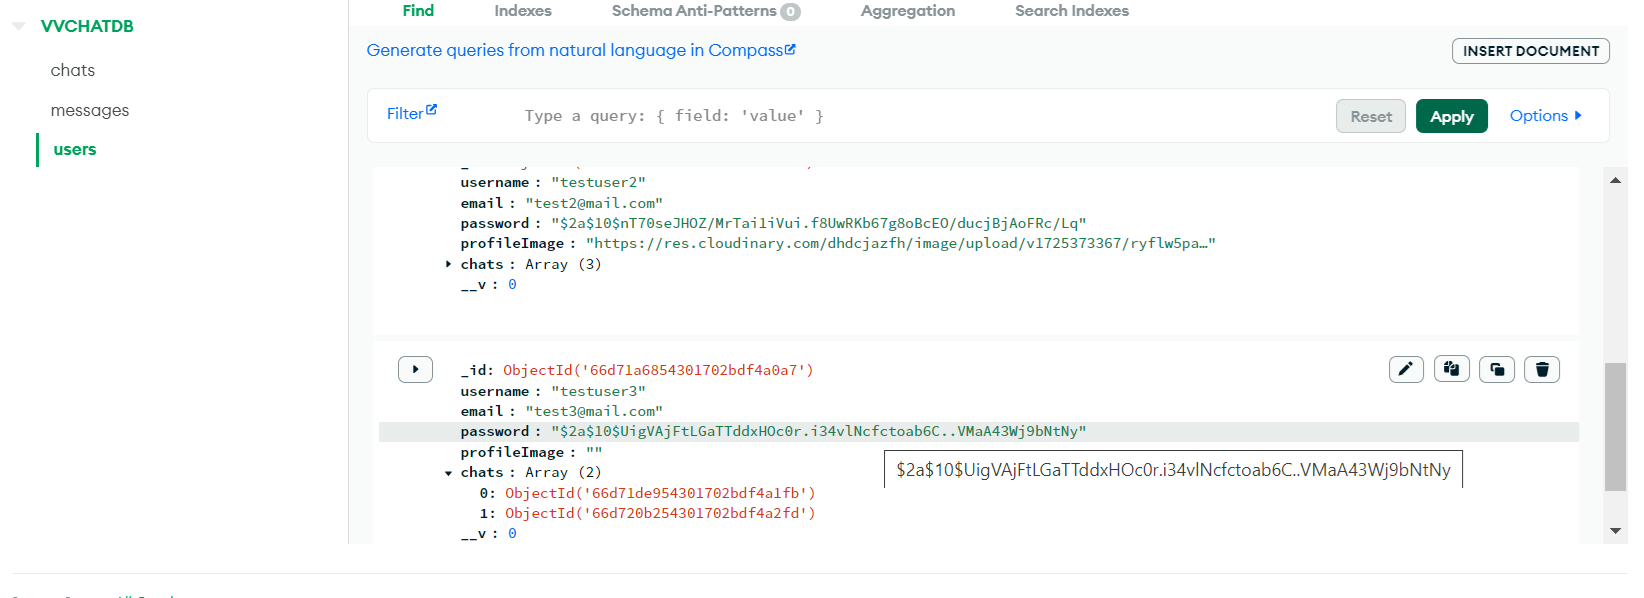 VVCHATDB
chats
messages
users
Find Indexes Schema Anti-Patterns 0 Aggregation Search Indexes
Generate queries from natural language in Compass
INSERT DOCUMENT
Filter Type a query: { field: 'value' } Reset Apply Options
username : "testuser2"
email : "test2@mail.com"
password : "$2a$10$nT70seJHOZ/MrTai1iVui.f8UwRKb67g8oBcEO/ducjBjAoFRc/Lq"
profileImage : "https://res.cloudinary.com/dhdcjazfh/image/upload/v1725373367/ryflw5pa…"
chats : Array (3)
__v : 0
_id: ObjectId('66d71a6854301702bdf4a0a7')
username : "testuser3"
email : "test3@mail.com"
password : "$2a$10$UigVAjFtLGaTTddxHOc0r.i34vlNcfctoab6C..VMaA43Wj9bNtNy"
profileImage : ""
$2a$10$UigVAjFtLGaTTddxHOc0r.i34vlNcfctoab6C..VMaA43Wj9bNtNy
chats : Array (2)
0: ObjectId('66d71de954301702bdf4a1fb')
1: ObjectId('66d720b254301702bdf4a2fd')
__v : 0